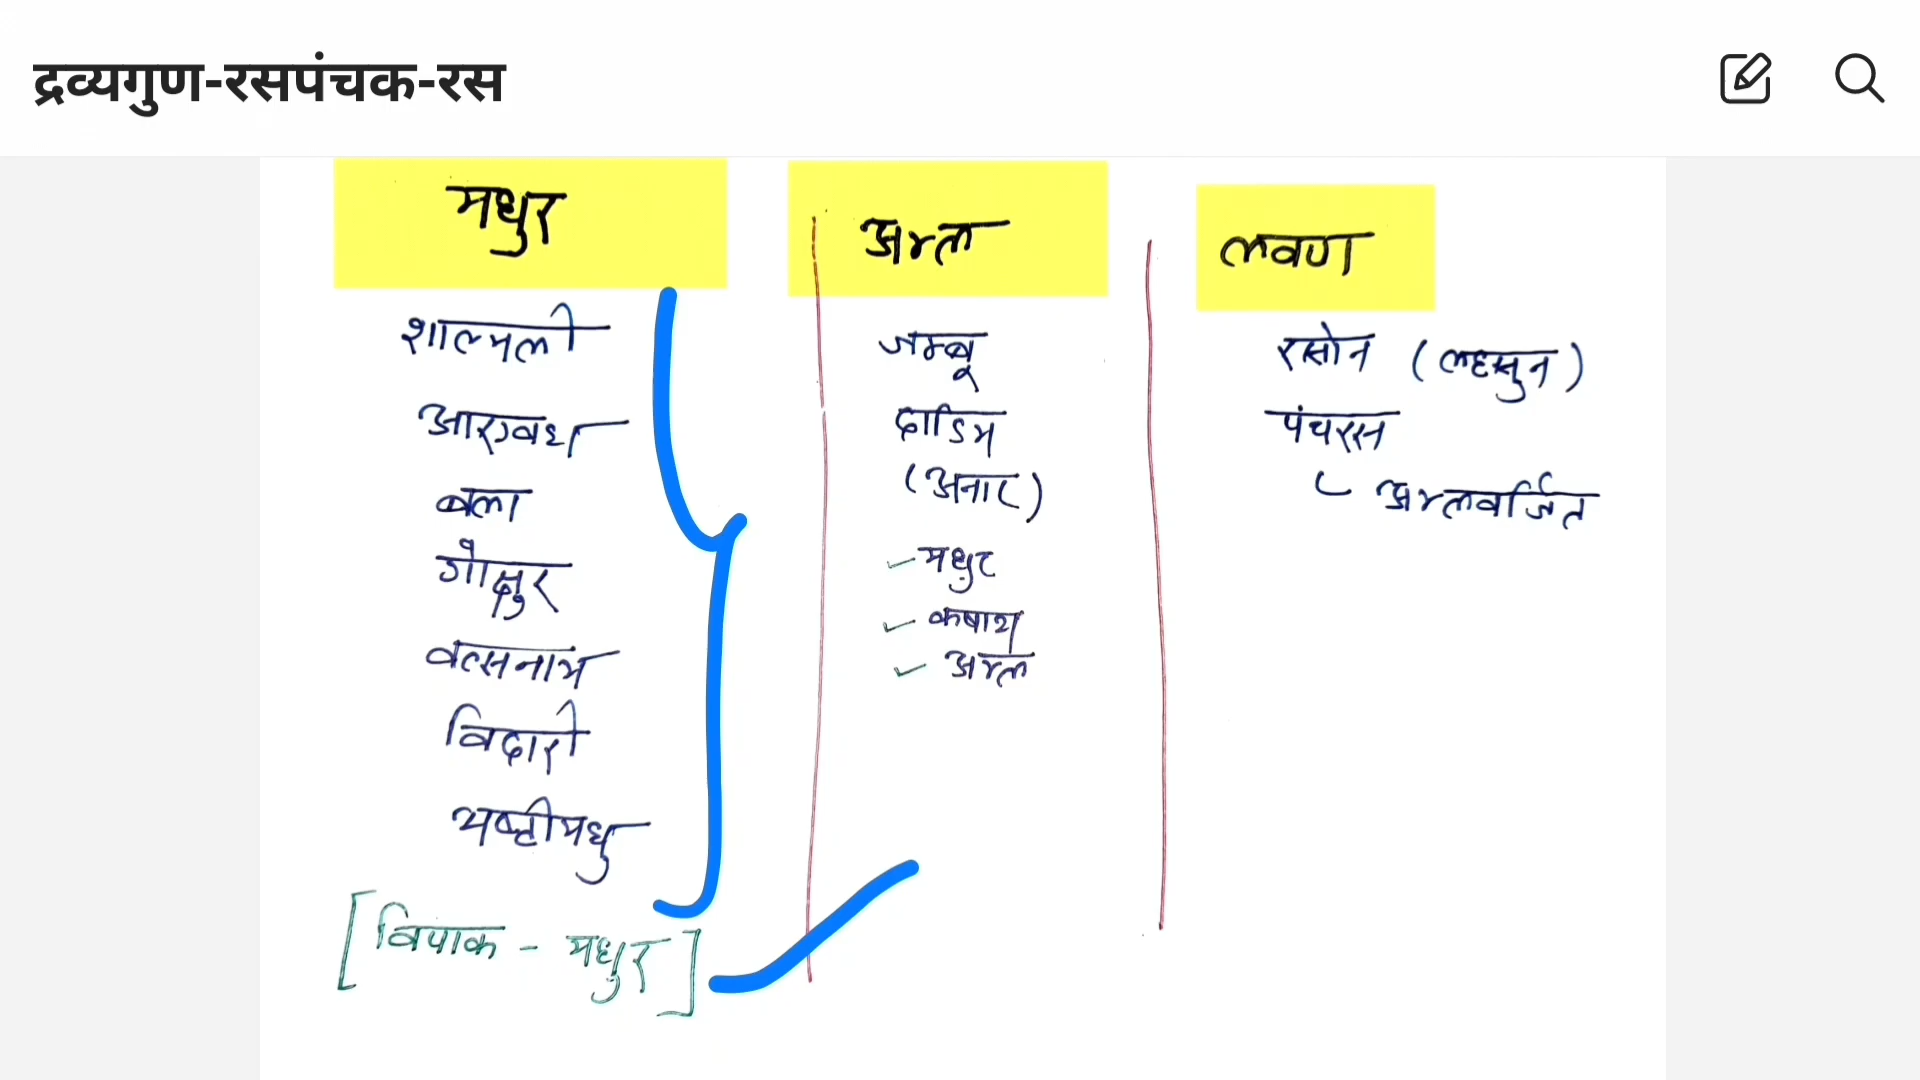 द्रव्यगुण-रसपंचक-रस
मधुर
शाल्मली
आरग्वध
बला
गोक्षुर
वत्सनाभ
विदारी
यष्टीमधु
[विपाक - मधुर]
अम्ल
जम्बू
दाडिम
(अनार)
मधुर
कषाय
अम्ल
लवण
रसोन (लहसुन)
पंचरस
अम्लवर्जित